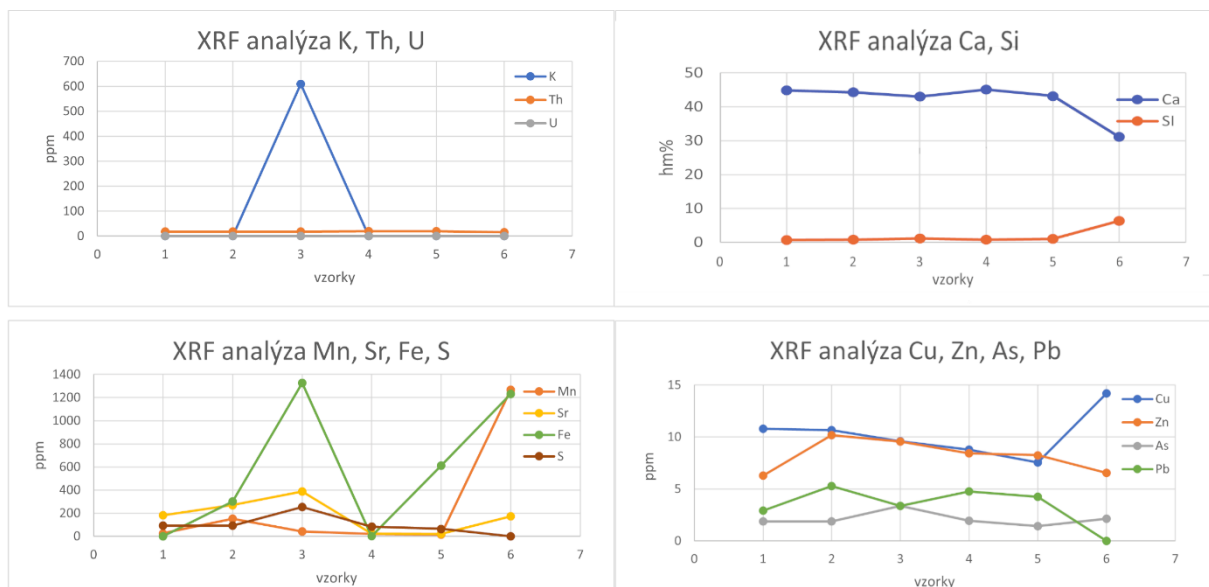 XRF analýza K, Th, U
700
600
500
400
300
200
100
0
ppm
0 1 2 3 4 5 6 7
vzorky
K
Th
U
XRF analýza Ca, Si
50
40
30
20
10
0
hm%
0 1 2 3 4 5 6 7
vzorky
Ca
SI
XRF analýza Mn, Sr, Fe, S
1400
1200
1000
800
600
400
200
0
ppm
0 1 2 3 4 5 6 7
vzorky
Mn
Sr
Fe
S
XRF analýza Cu, Zn, As, Pb
15
10
5
0
ppm
0 1 2 3 4 5 6 7
vzorky
Cu
Zn
As
Pb